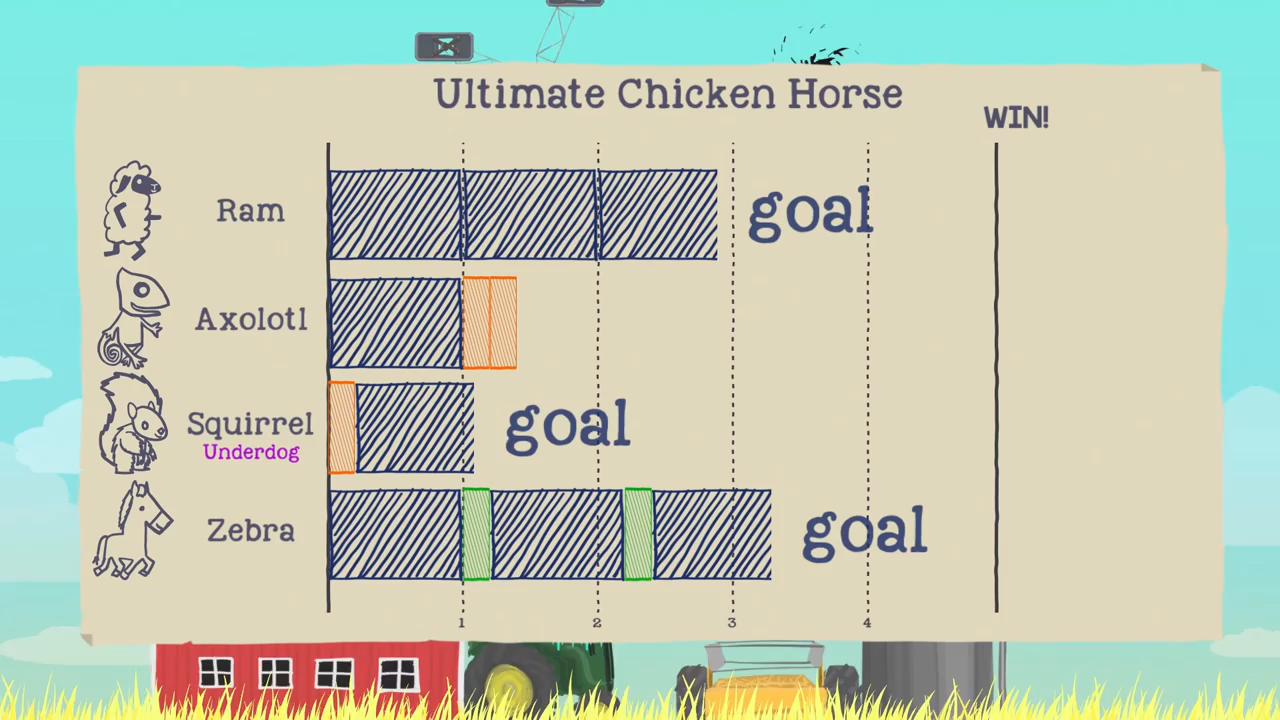 Ultimate Chicken Horse
WIN!
Ram
goal
Axolotl
Squirrel
Underdog
goal
Zebra
goal
1 2 3 4